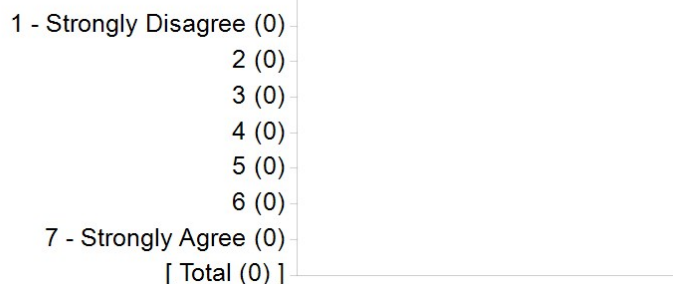 1 - Strongly Disagree (0)
2 (0)
3 (0)
4 (0)
5 (0)
6 (0)
7 - Strongly Agree (0)
[ Total (0) ]